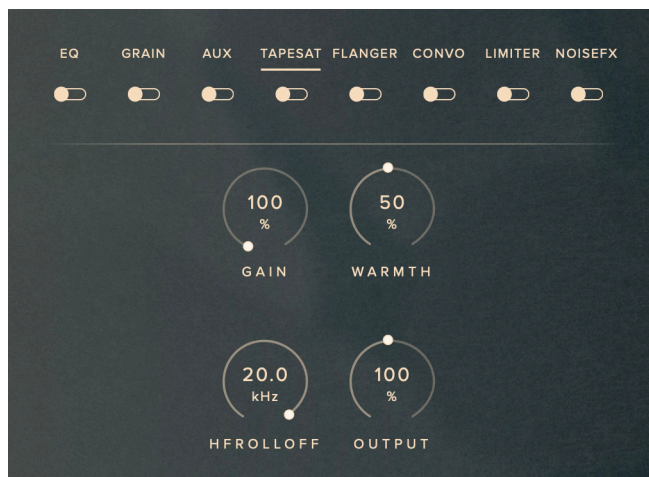 EQ GRAIN AUX TAPESAT FLANGER CONVO LIMITER NOISEFX
100 50
% %
GAIN WARMTH
20.0 100
kHz %
HFROLLOFF OUTPUT